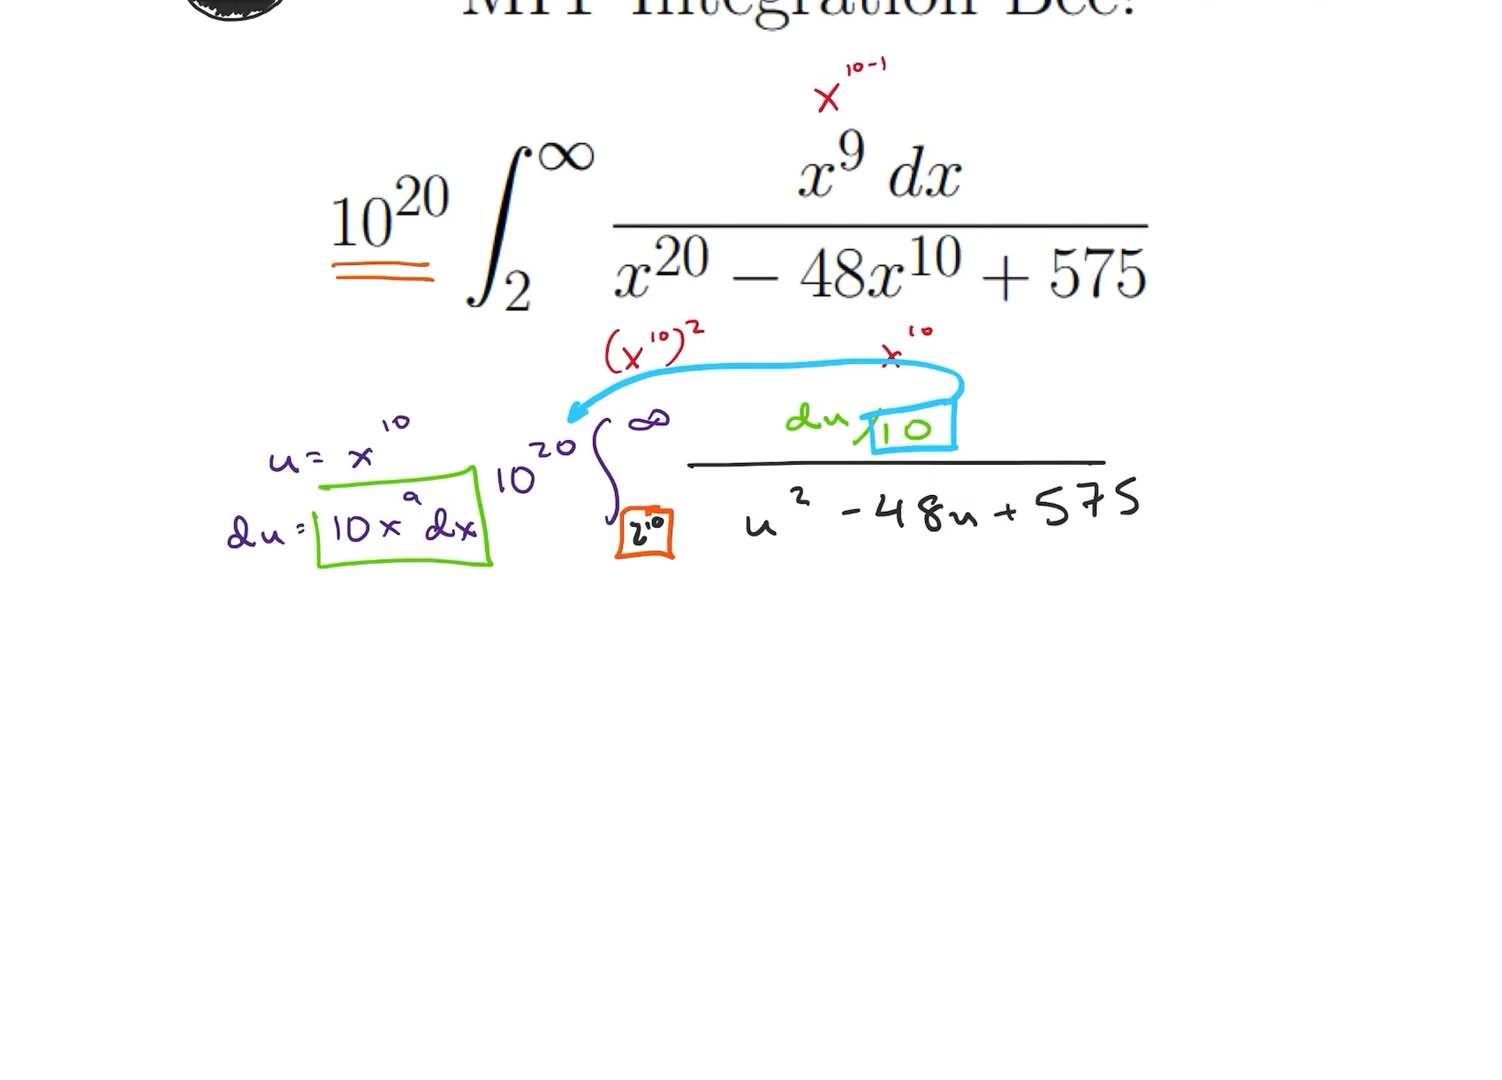 MIT Integration Bee!
x^{10-1}
10^{20} ∫_2^∞ x^9 dx / (x^{20} − 48x^{10} + 575)
(x^{10})^2 x^{10}
u = x^{10}
du = 10x^9 dx
10^{20} ∫_{2^{10}}^∞ du/10 / (u^2 - 48u + 575)